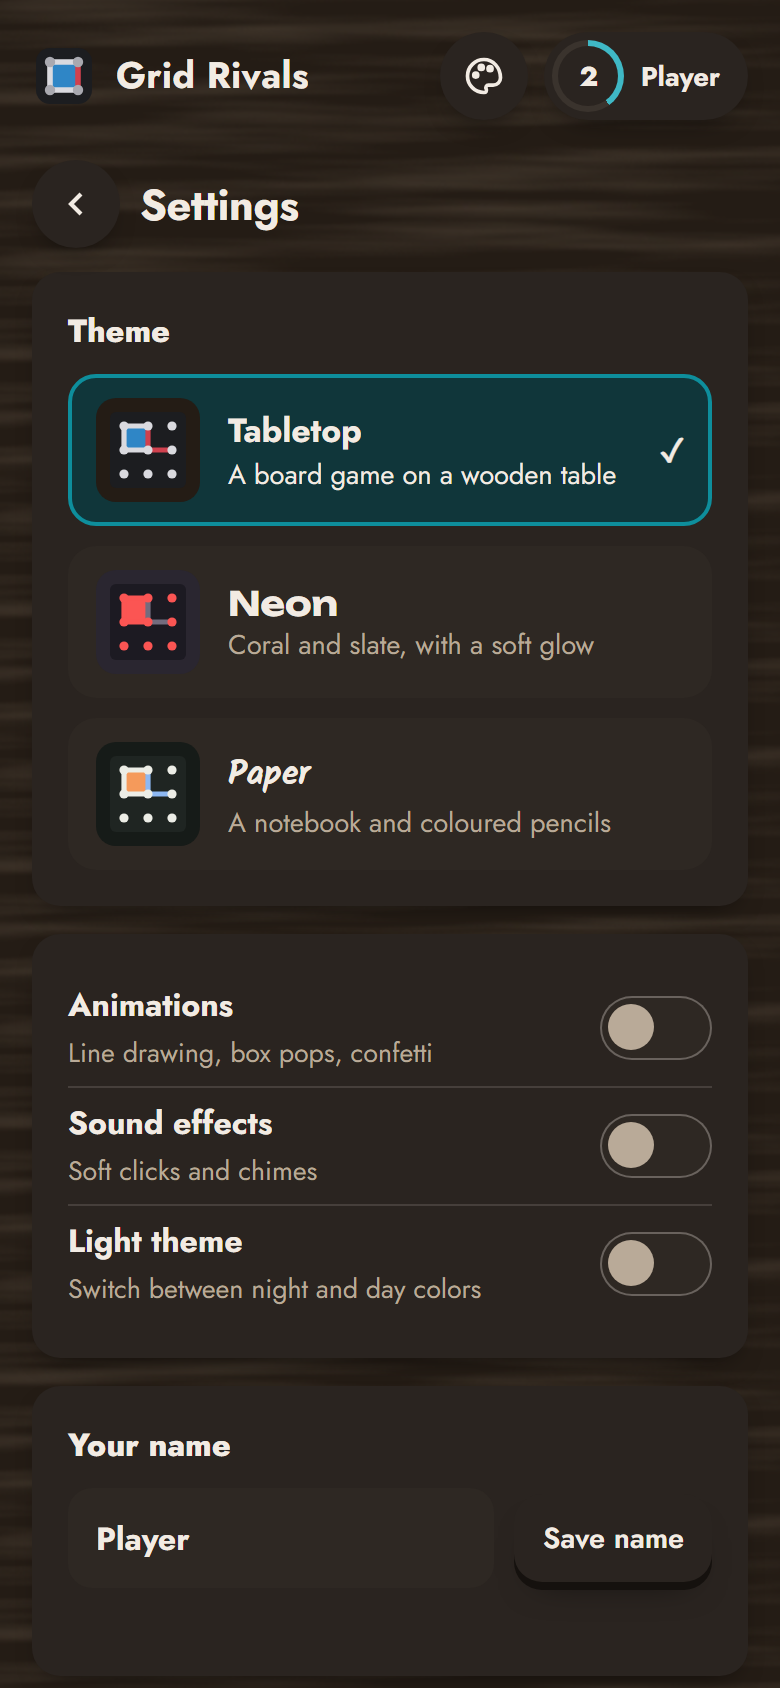 Grid Rivals
2 Player
Settings
Theme
Tabletop
A board game on a wooden table
Neon
Coral and slate, with a soft glow
Paper
A notebook and coloured pencils
Animations
Line drawing, box pops, confetti
Sound effects
Soft clicks and chimes
Light theme
Switch between night and day colors
Your name
Player
Save name